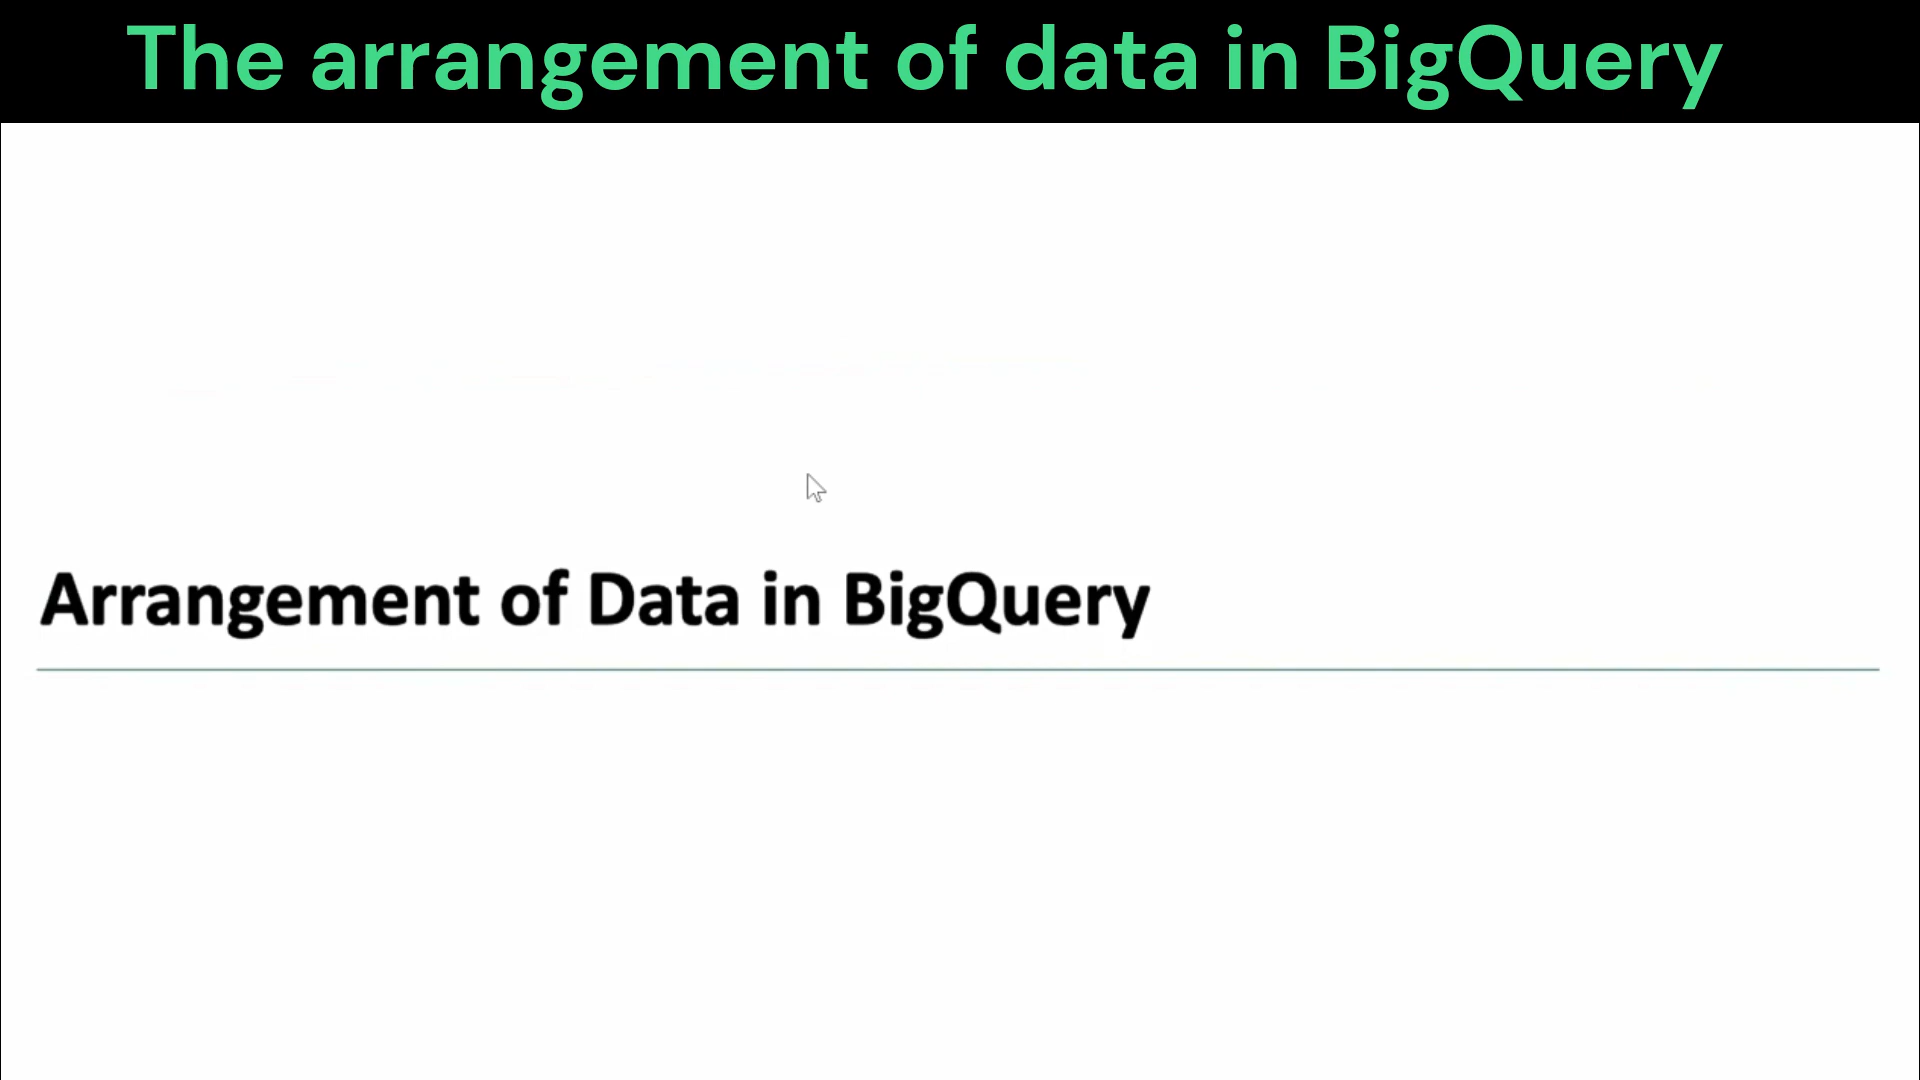 The arrangement of data in BigQuery
Arrangement of Data in BigQuery